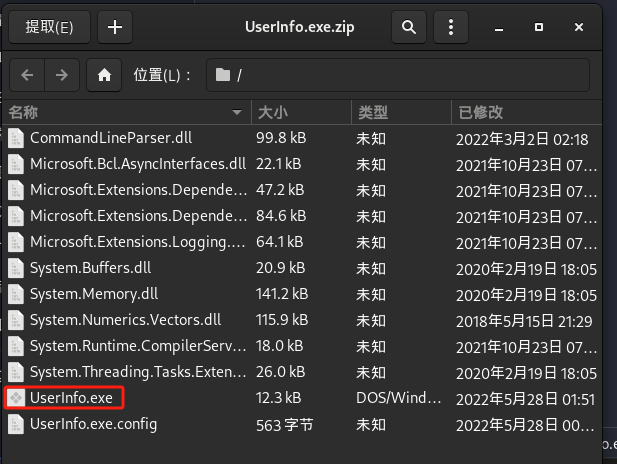 提取(E) + UserInfo.exe.zip
位置(L)： /
名称 大小 类型 已修改
CommandLineParser.dll 99.8 kB 未知 2022年3月2日 02:18
Microsoft.Bcl.AsyncInterfaces.dll 22.1 kB 未知 2021年10月23日 07…
Microsoft.Extensions.Depende… 47.2 kB 未知 2021年10月23日 07…
Microsoft.Extensions.Depende… 84.6 kB 未知 2021年10月23日 07…
Microsoft.Extensions.Logging.… 64.1 kB 未知 2021年10月23日 07…
System.Buffers.dll 20.9 kB 未知 2020年2月19日 18:05
System.Memory.dll 141.2 kB 未知 2020年2月19日 18:05
System.Numerics.Vectors.dll 115.9 kB 未知 2018年5月15日 21:29
System.Runtime.CompilerServ… 18.0 kB 未知 2021年10月23日 07…
System.Threading.Tasks.Exten… 26.0 kB 未知 2020年2月19日 18:05
UserInfo.exe 12.3 kB DOS/Wind… 2022年5月28日 01:51
UserInfo.exe.config 563 字节 未知 2022年5月28日 00…